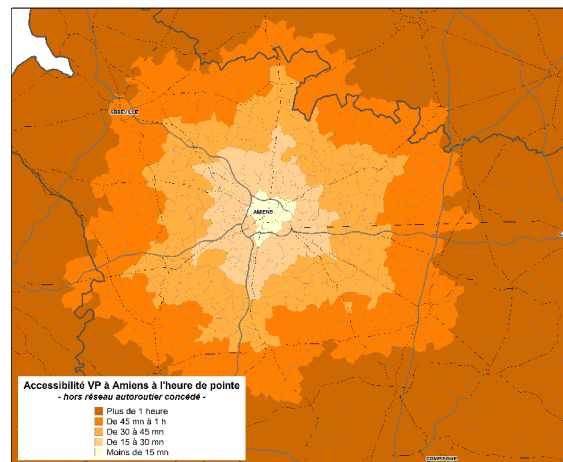 ABBEVILLE
AMIENS
Accessibilité VP à Amiens à l'heure de pointe
- hors réseau autoroutier concédé -
Plus de 1 heure
De 45 mn à 1 h
De 30 à 45 mn
De 15 à 30 mn
Moins de 15 mn
COMPIEGNE